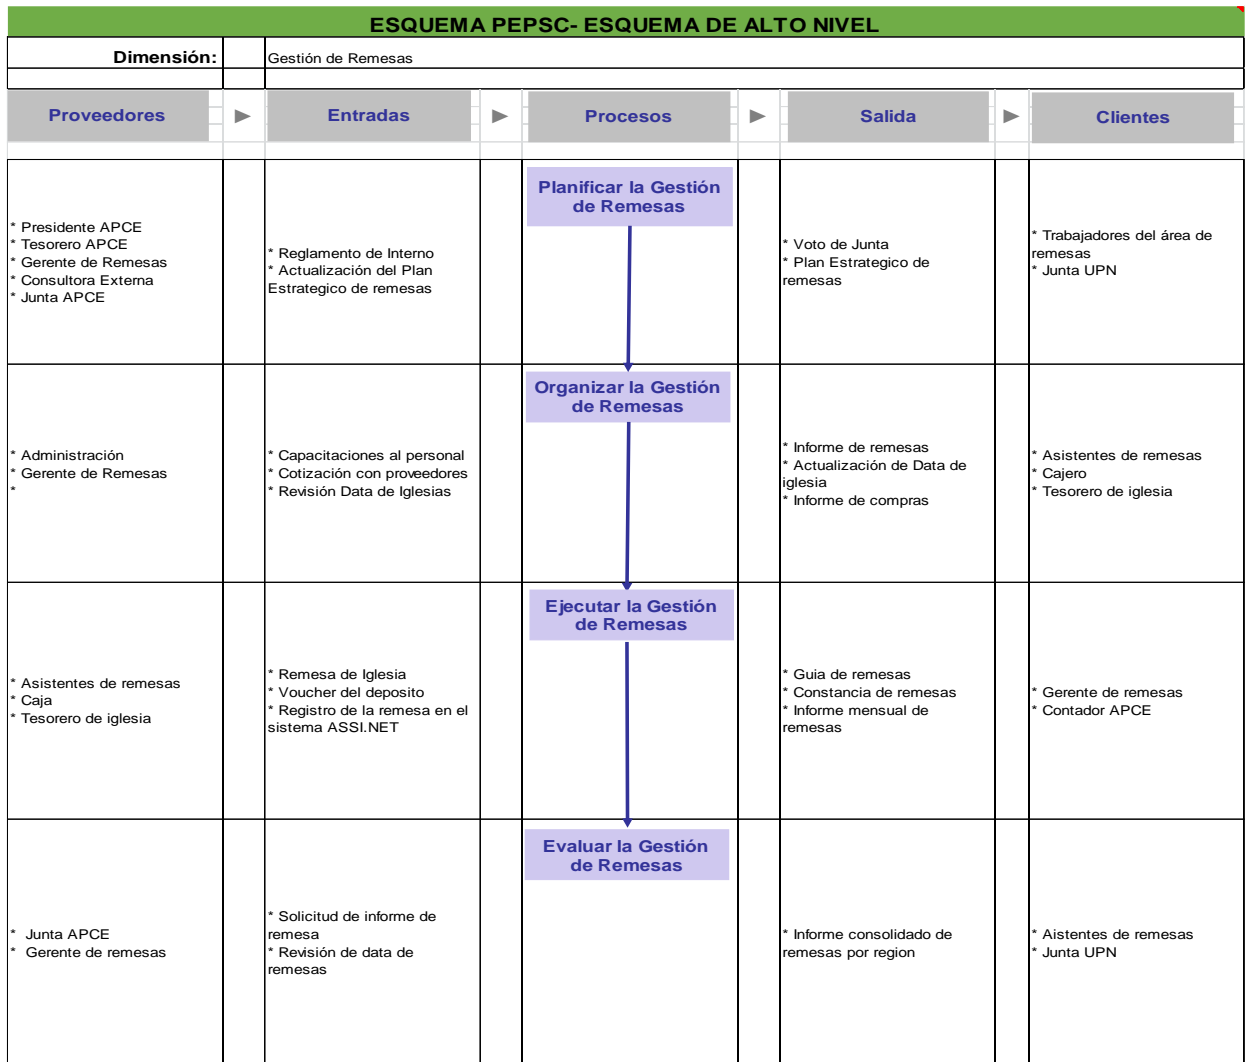 ESQUEMA PEPSC- ESQUEMA DE ALTO NIVEL
Dimensión:
Gestión de Remesas
Proveedores
Entradas
Procesos
Salida
Clientes
* Presidente APCE
* Tesorero APCE
* Gerente de Remesas
* Consultora Externa
* Junta APCE
* Reglamento de Interno
* Actualización del Plan
Estrategico de remesas
Planificar la Gestión
de Remesas
* Voto de Junta
* Plan Estrategico de
remesas
* Trabajadores del área de
remesas
* Junta UPN
* Administración
* Gerente de Remesas
*
* Capacitaciones al personal
* Cotización con proveedores
* Revisión Data de Iglesias
Organizar la Gestión
de Remesas
* Informe de remesas
* Actualización de Data de
iglesia
* Informe de compras
* Asistentes de remesas
* Cajero
* Tesorero de iglesia
* Asistentes de remesas
* Caja
* Tesorero de iglesia
* Remesa de Iglesia
* Voucher del deposito
* Registro de la remesa en el
sistema ASSI.NET
Ejecutar la Gestión
de Remesas
* Guia de remesas
* Constancia de remesas
* Informe mensual de
remesas
* Gerente de remesas
* Contador APCE
* Junta APCE
* Gerente de remesas
* Solicitud de informe de
remesa
* Revisión de data de
remesas
Evaluar la Gestión
de Remesas
* Informe consolidado de
remesas por region
* Aistentes de remesas
* Junta UPN